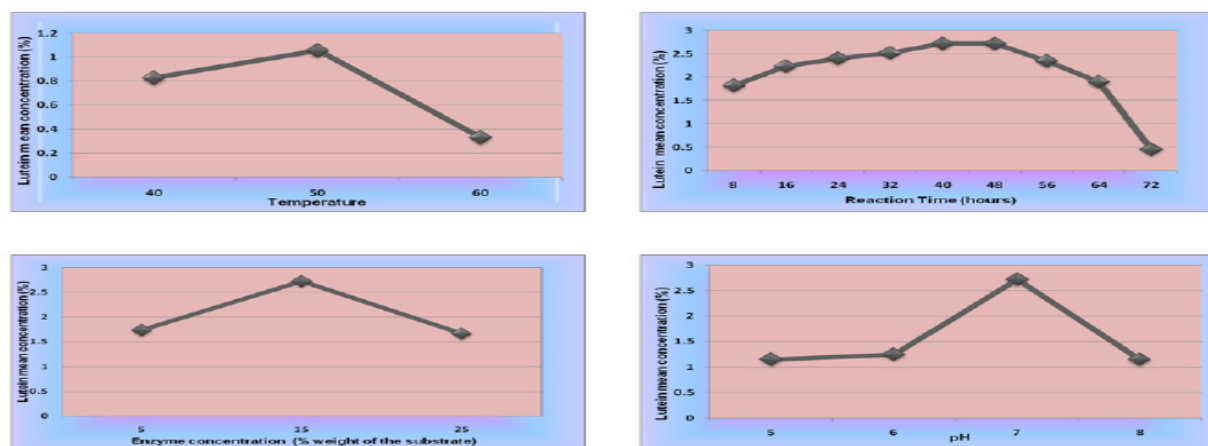 Lutein mean concentration (%)
1.2
1
0.8
0.6
0.4
0.2
0
40 50 60
Temperature
Lutein mean concentration (%)
3
2.5
2
1.5
1
0.5
0
8 16 24 32 40 48 56 64 72
Reaction Time (hours)
Lutein mean concentration (%)
3
2.5
2
1.5
1
0.5
0
5 15 25
Enzyme concentration (% weight of the substrate)
Lutein mean concentration (%)
3
2.5
2
1.5
1
0.5
0
5 6 7 8
pH